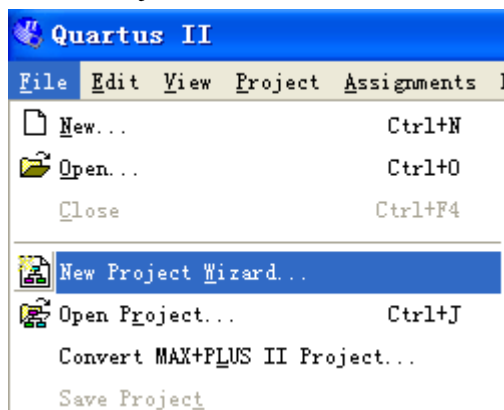 Quartus II
File Edit View Project Assignments
New... Ctrl+N
Open... Ctrl+O
Close Ctrl+F4
New Project Wizard...
Open Project... Ctrl+J
Convert MAX+PLUS II Project...
Save Project